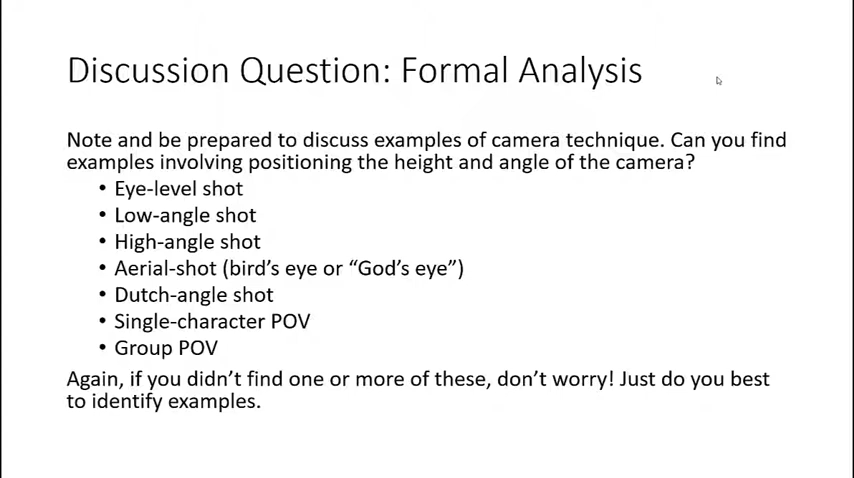 Discussion Question: Formal Analysis
Note and be prepared to discuss examples of camera technique. Can you find
examples involving positioning the height and angle of the camera?
• Eye-level shot
• Low-angle shot
• High-angle shot
• Aerial-shot (bird's eye or “God's eye”)
• Dutch-angle shot
• Single-character POV
• Group POV
Again, if you didn't find one or more of these, don't worry! Just do you best
to identify examples.